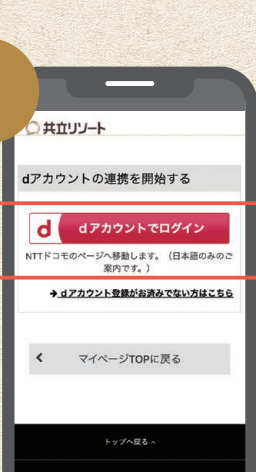 共立リゾート
dアカウントの連携を開始する
d dアカウントでログイン
NTTドコモのページへ移動します。（日本語のみのご
案内です。）
→ dアカウント登録がお済みでない方はこちら
< マイページTOPに戻る
トップへ戻る ^